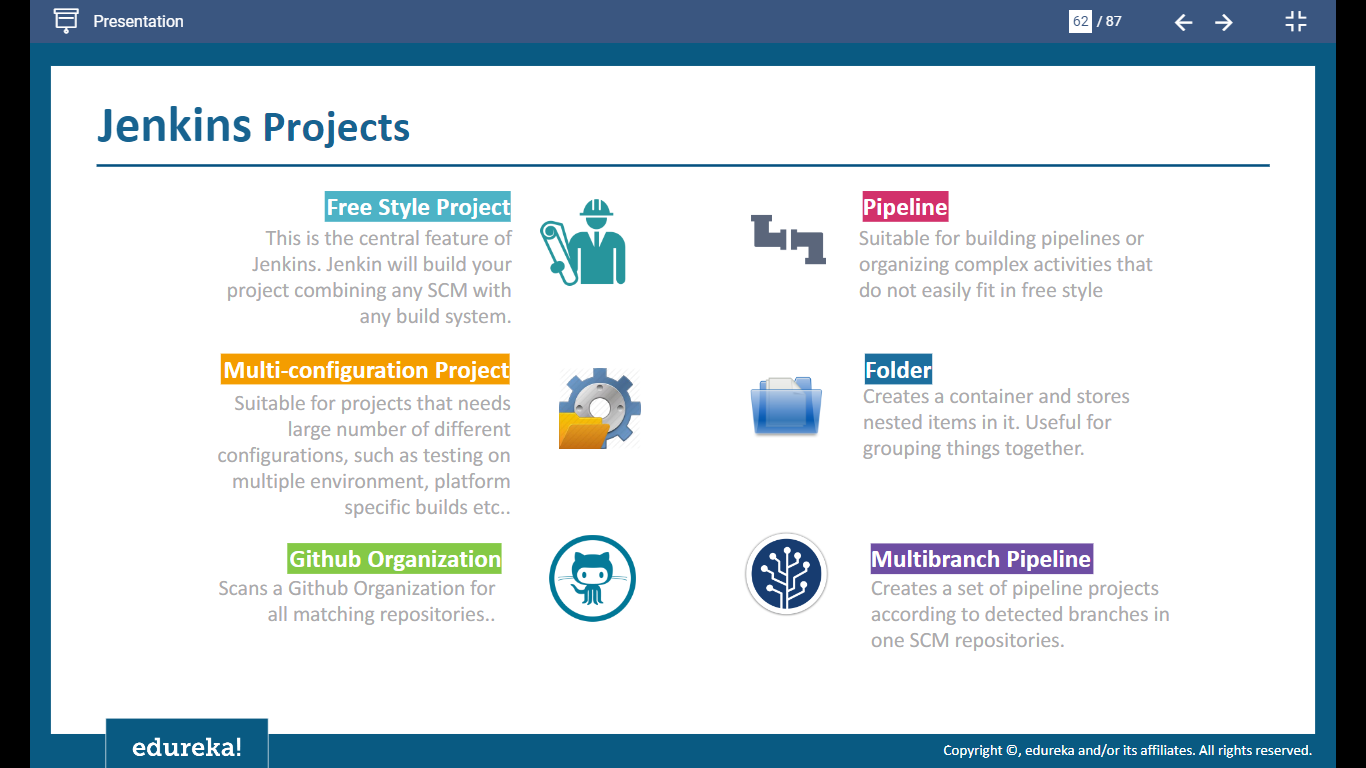 Presentation
62 / 87
Jenkins Projects
Free Style Project
This is the central feature of
Jenkins. Jenkin will build your
project combining any SCM with
any build system.
Pipeline
Suitable for building pipelines or
organizing complex activities that
do not easily fit in free style
Multi-configuration Project
Suitable for projects that needs
large number of different
configurations, such as testing on
multiple environment, platform
specific builds etc..
Folder
Creates a container and stores
nested items in it. Useful for
grouping things together.
Github Organization
Scans a Github Organization for
all matching repositories..
Multibranch Pipeline
Creates a set of pipeline projects
according to detected branches in
one SCM repositories.
edureka!
Copyright ©, edureka and/or its affiliates. All rights reserved.